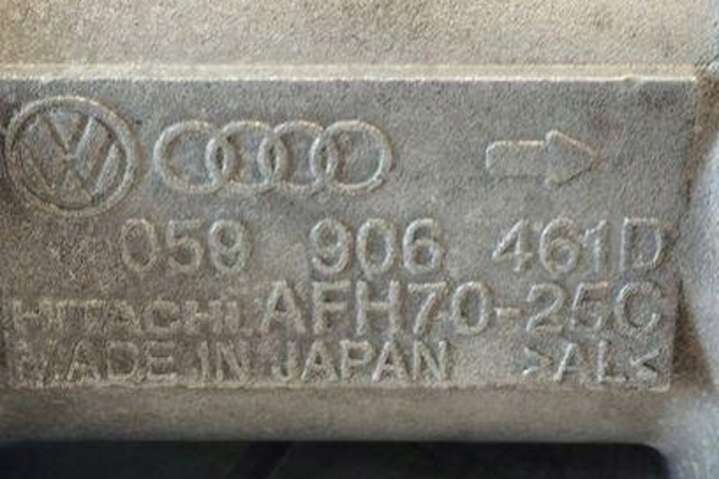 059 906 461D
HITACHI AFH70-25C
MADE IN JAPAN >AL<